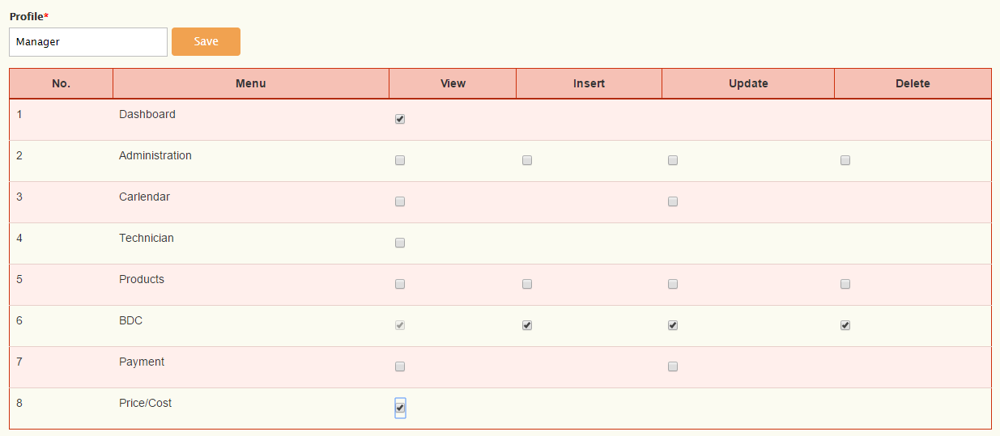 Profile*
Manager Save
No. Menu View Insert Update Delete
1 Dashboard
2 Administration
3 Carlendar
4 Technician
5 Products
6 BDC
7 Payment
8 Price/Cost